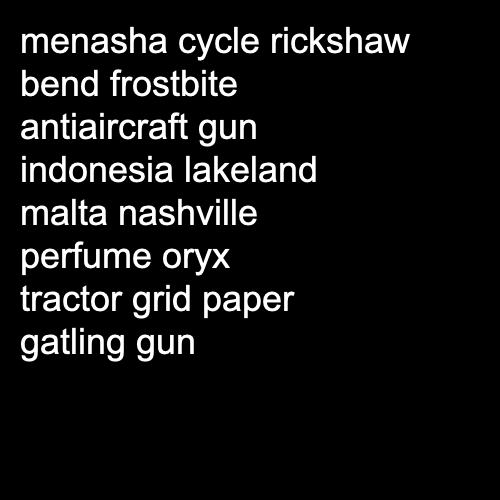 menasha cycle rickshaw
bend frostbite
antiaircraft gun
indonesia lakeland
malta nashville
perfume oryx
tractor grid paper
gatling gun